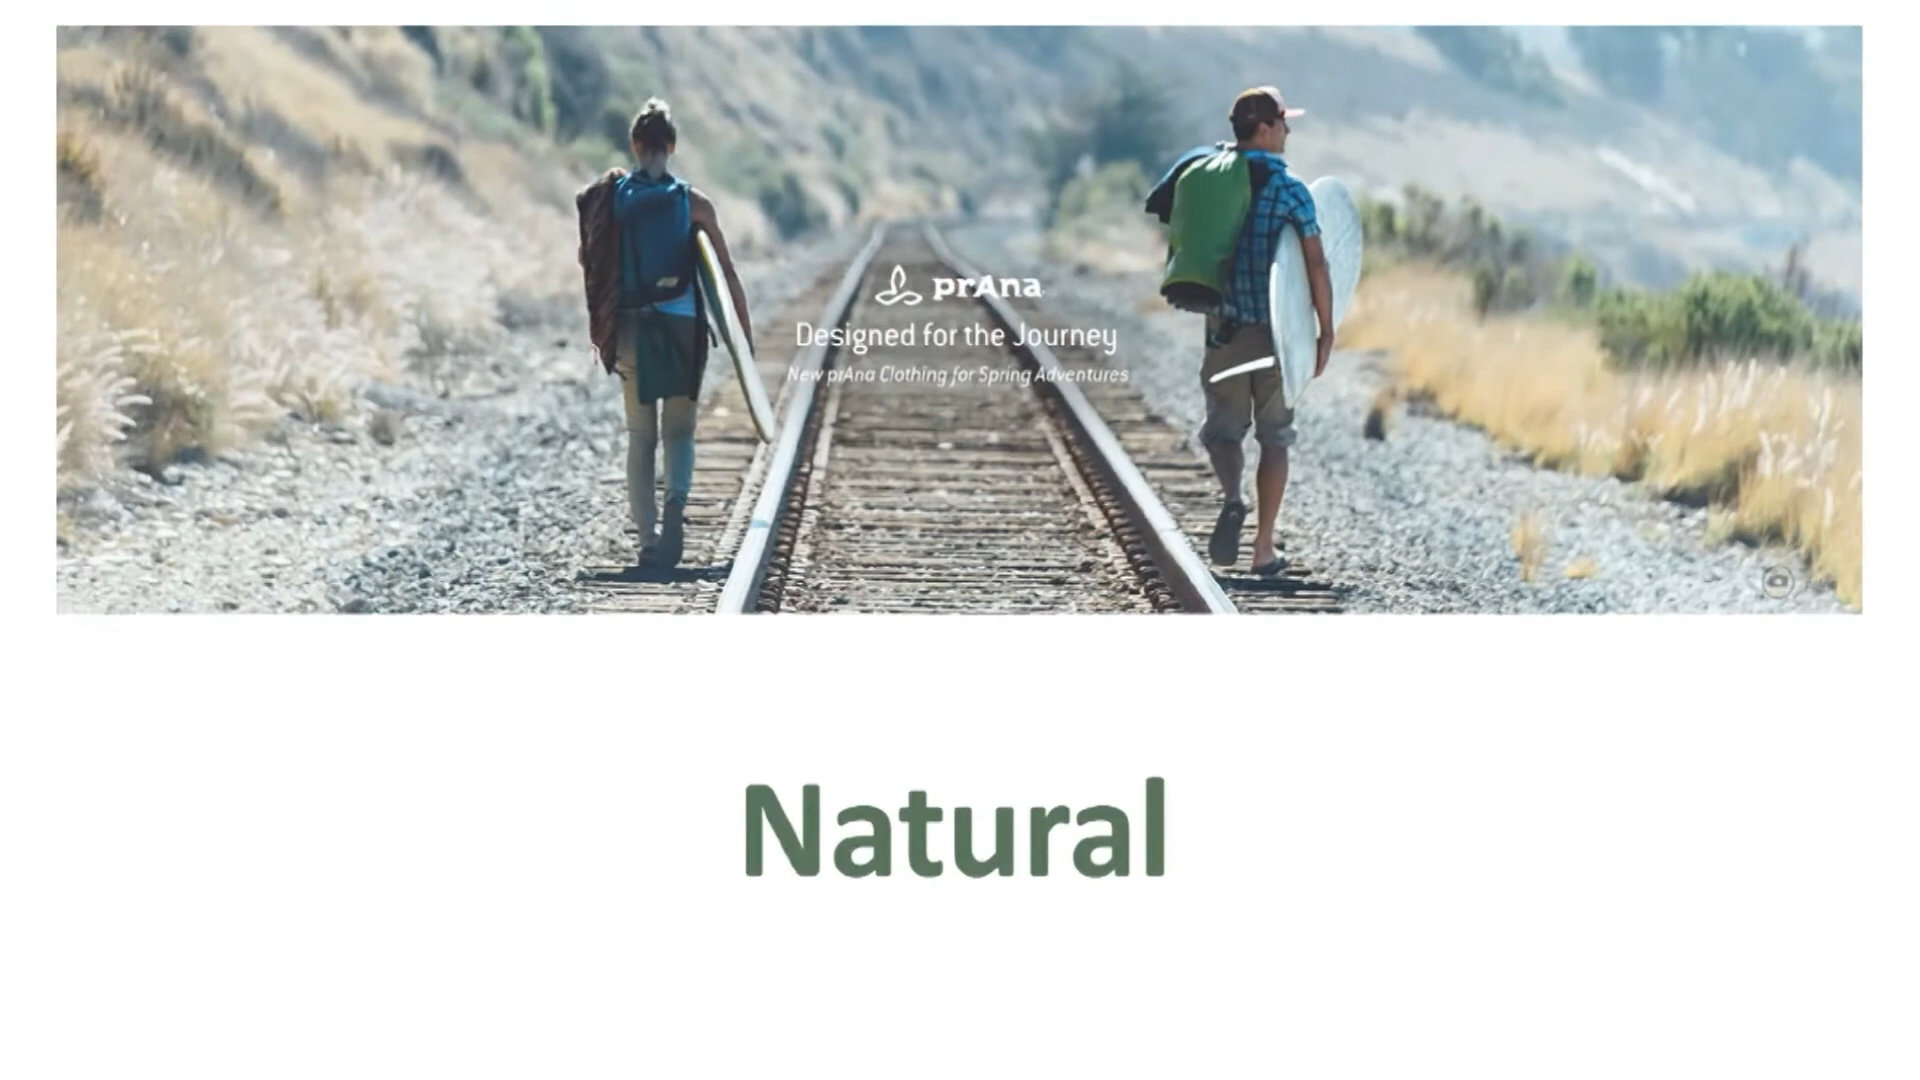 prAna
Designed for the Journey
New prAna Clothing for Spring Adventures
Natural